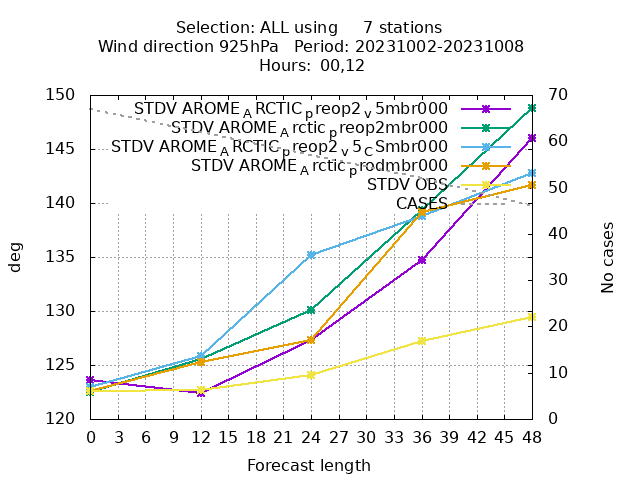 Selection: ALL using 7 stations
Wind direction 925hPa Period: 20231002-20231008
Hours: 00,12
150
145
140
135
130
125
120
deg
70
60
50
40
30
20
10
0
No cases
STDV AROME_ARCTIC_preop2_v5mbr000
STDV AROME_Arctic_preop2mbr000
STDV AROME_ARCTIC_preop2_v5_CSmbr000
STDV AROME_Arctic_prodmbr000
STDV OBS
CASES
0 3 6 9 12 15 18 21 24 27 30 33 36 39 42 45 48
Forecast length